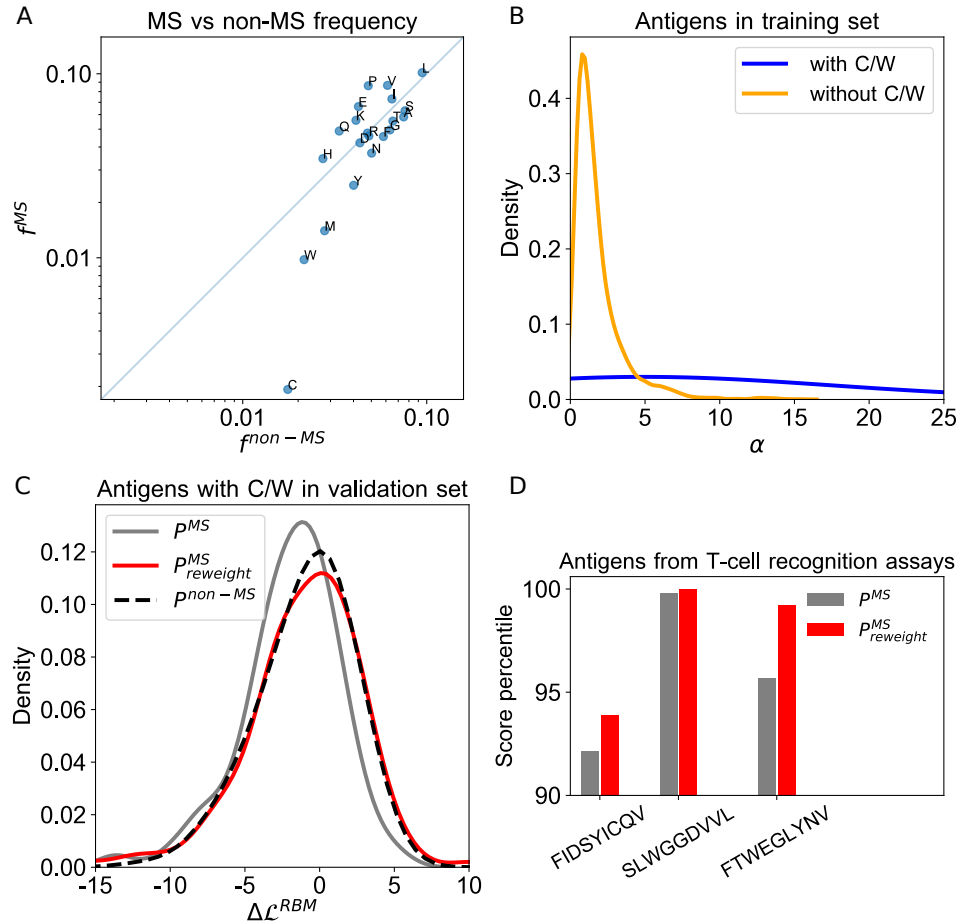 A
MS vs non-MS frequency
0.10
0.01
f^MS
L
P
V
I
E
S
A
K
T
G
Q
R
F
D
N
H
Y
M
W
C
0.01
0.10
f^non−MS
B
Antigens in training set
with C/W
without C/W
Density
0.4
0.3
0.2
0.1
0.0
0
5
10
15
20
25
α
C
Antigens with C/W in validation set
P^MS
P^MS_reweight
P^non−MS
Density
0.12
0.10
0.08
0.06
0.04
0.02
0.00
-15
-10
-5
0
5
10
Δℒ^RBM
D
Antigens from T-cell recognition assays
P^MS
P^MS_reweight
Score percentile
100
95
90
FIDSYICQV
SLWGGDVVL
FTWEGLYNV